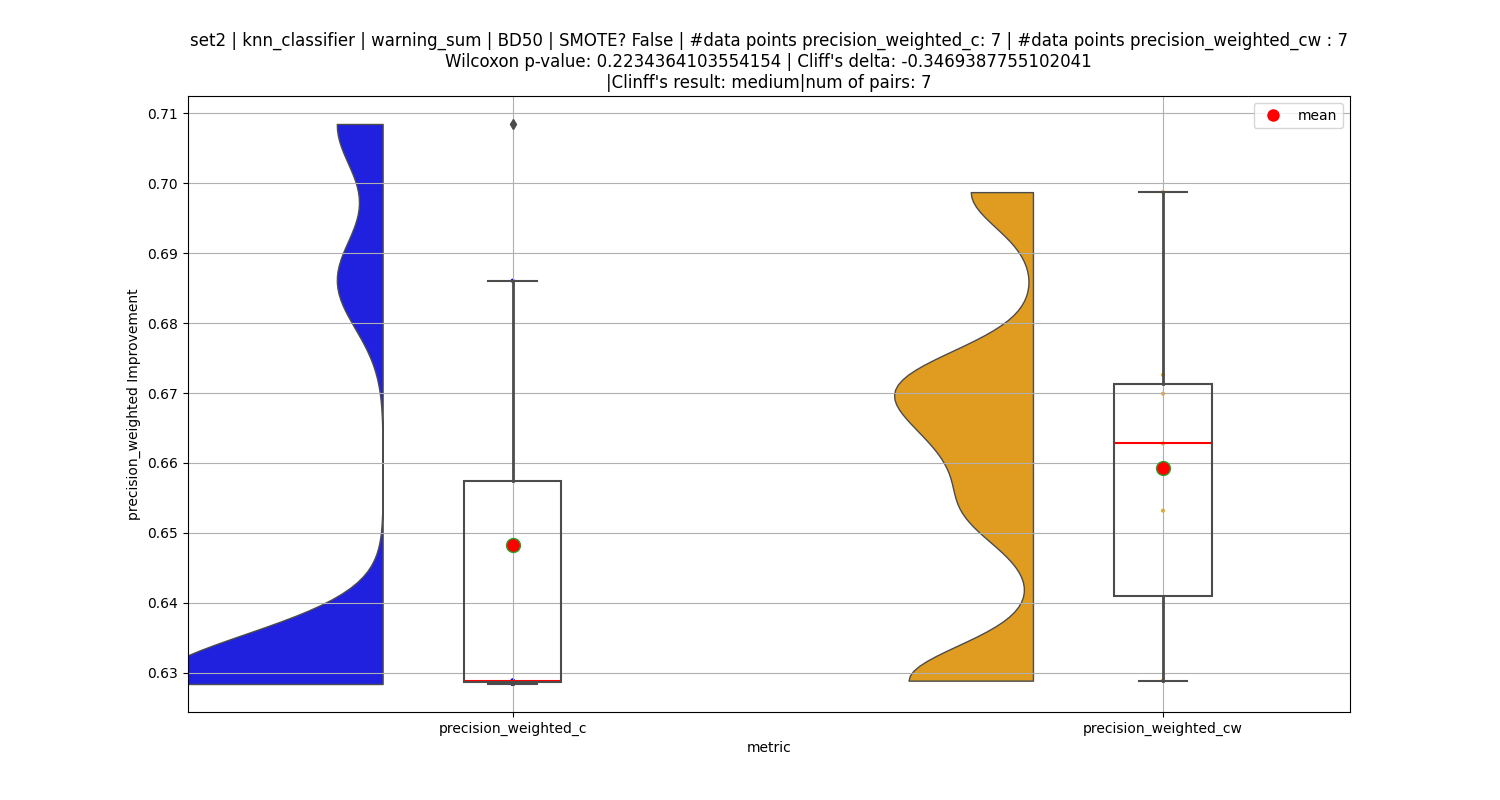 set2 | knn_classifier | warning_sum | BD50 | SMOTE? False | #data points precision_weighted_c: 7 | #data points precision_weighted_cw : 7
Wilcoxon p-value: 0.2234364103554154 | Cliff's delta: -0.3469387755102041
|Clinff's result: medium|num of pairs: 7
mean
0.71
0.70
0.69
0.68
0.67
0.66
0.65
0.64
0.63
precision_weighted Improvement
precision_weighted_c
precision_weighted_cw
metric